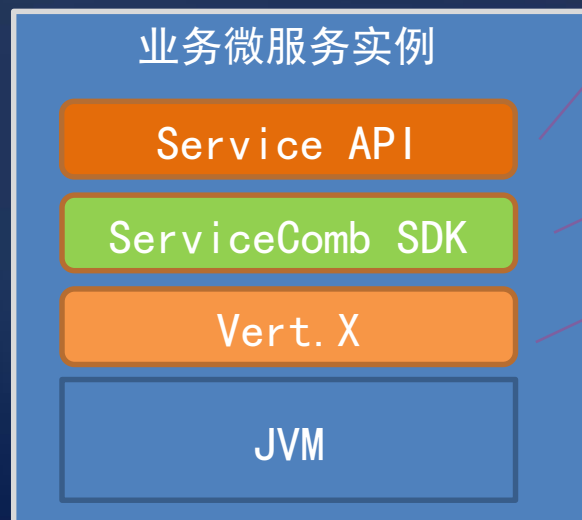 业务微服务实例
Service API
ServiceComb SDK
Vert.X
JVM